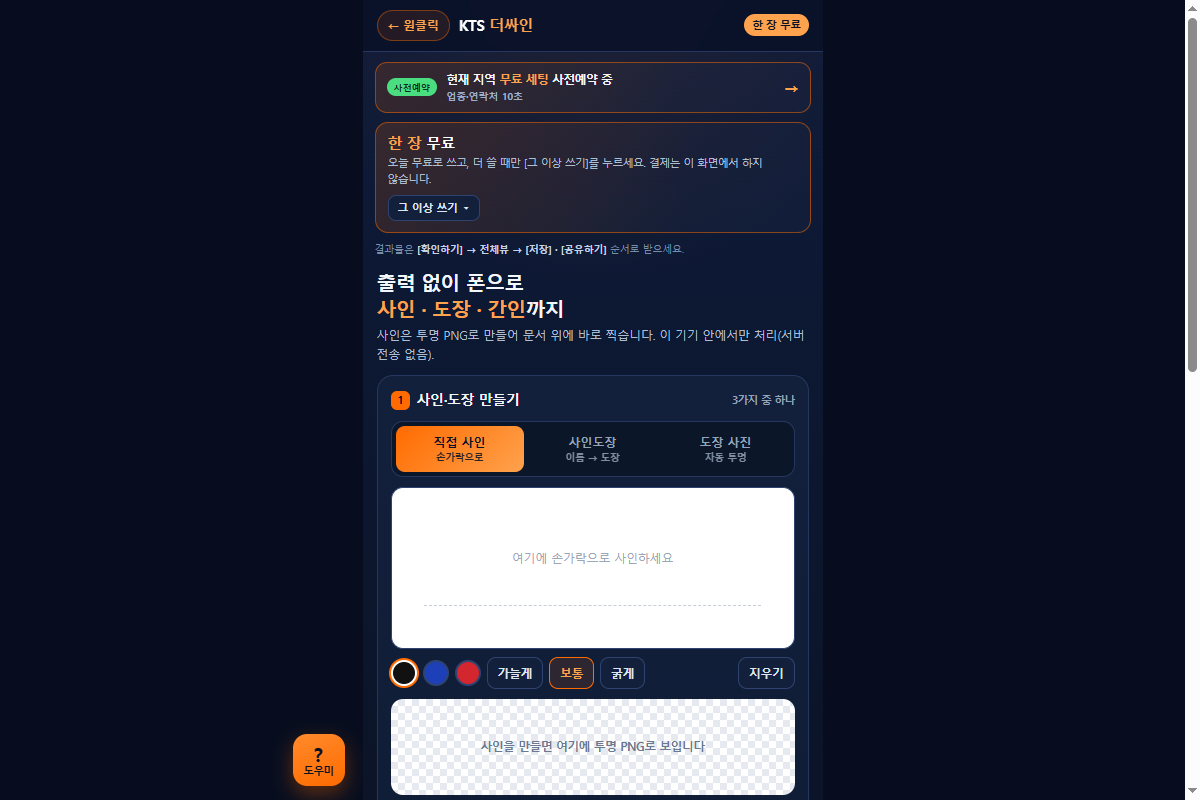 ← 원클릭
KTS 더싸인
한 장 무료
사전예약
현재 지역 무료 세팅 사전예약 중
업종·연락처 10초
→
한 장 무료
오늘 무료로 쓰고, 더 쓸 때만 [그 이상 쓰기]를 누르세요. 결제는 이 화면에서 하지
않습니다.
그 이상 쓰기
결과물은 [확인하기] → 전체뷰 → [저장] · [공유하기] 순서로 받으세요.
출력 없이 폰으로
사인 · 도장 · 간인까지
사인은 투명 PNG로 만들어 문서 위에 바로 찍습니다. 이 기기 안에서만 처리(서버
전송 없음).
1 사인·도장 만들기
3가지 중 하나
직접 사인
손가락으로
사인도장
이름 → 도장
도장 사진
자동 투명
여기에 손가락으로 사인하세요
가늘게
보통
굵게
지우기
사인을 만들면 여기에 투명 PNG로 보입니다
?
도우미